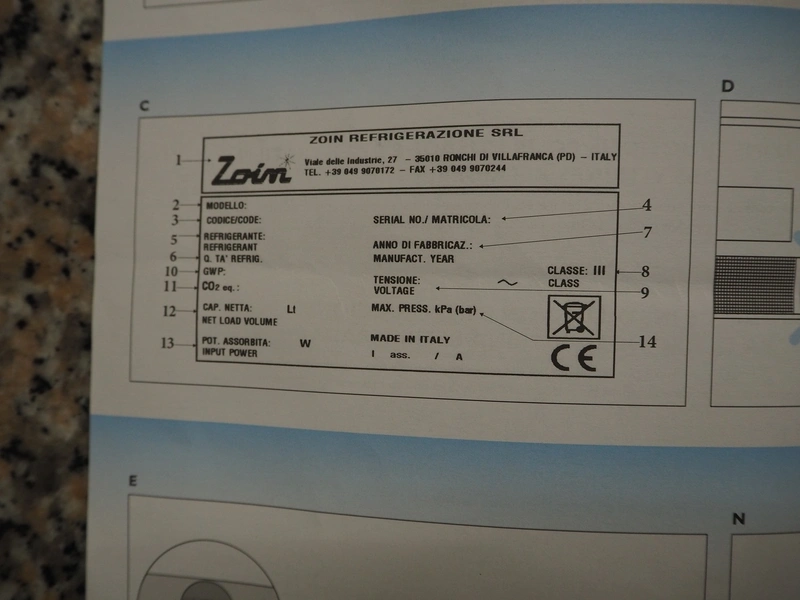 C
D
ZOIN REFRIGERAZIONE SRL
1
Zoin
Viale delle Industrie, 27 – 35010 RONCHI DI VILLAFRANCA (PD) – ITALY
TEL. +39 049 9070172 – FAX +39 049 9070244
2 MODELLO:
3 CODICE/CODE:
SERIAL NO./ MATRICOLA: 4
5 REFRIGERANTE:
REFRIGERANT
ANNO DI FABBRICAZ.: 7
MANUFACT. YEAR
6 Q. TA' REFRIG.
10 GWP:
CLASSE: III 8
CLASS
11 CO2 eq.:
TENSIONE: ~
VOLTAGE 9
12 CAP. NETTA: Lt
NET LOAD VOLUME
MAX. PRESS. kPa (bar) 14
13 POT. ASSORBITA: W
INPUT POWER
MADE IN ITALY
I ass. / A
CE
E
N